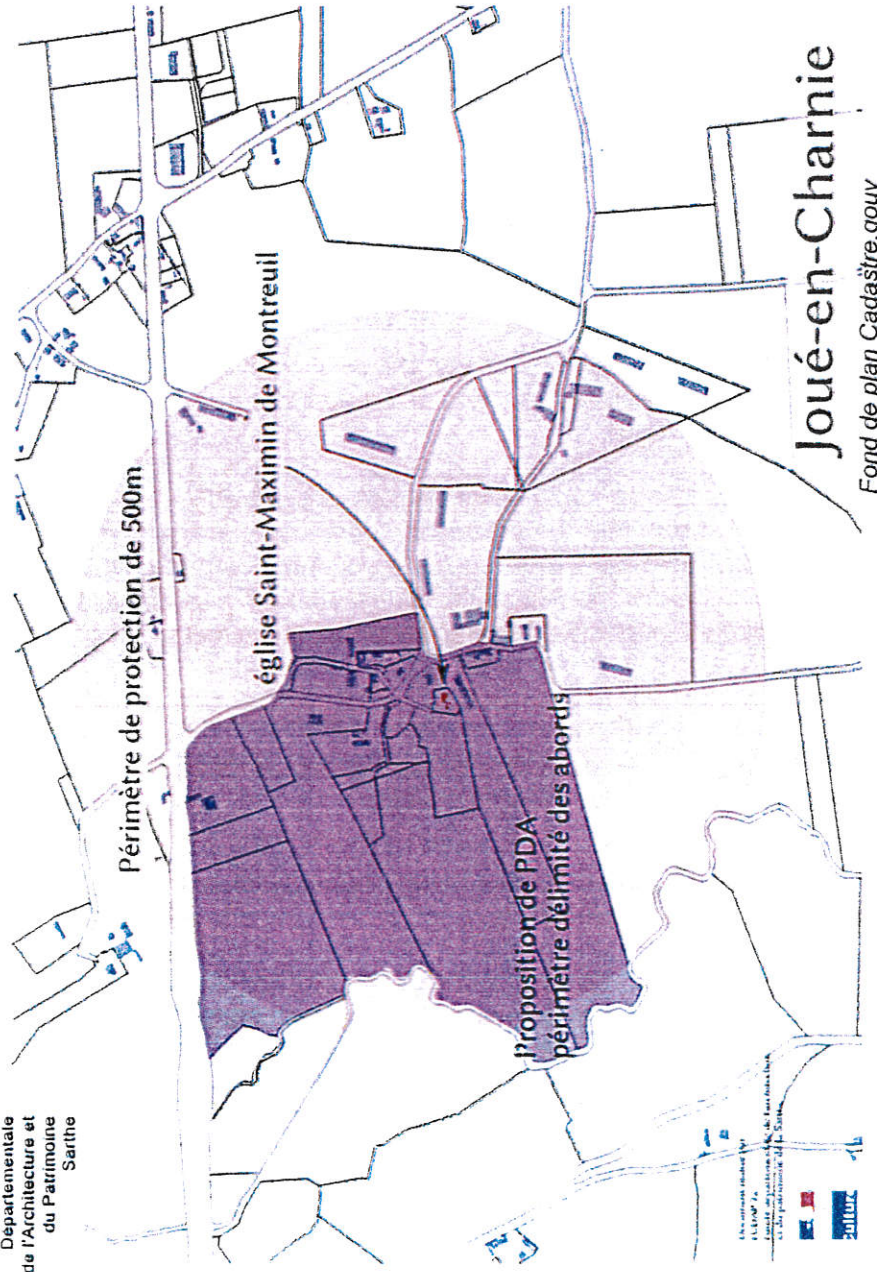 Départementale
de l'Architecture et
du Patrimoine
Sarthe
Périmètre de protection de 500m
église Saint-Maximin de Montreuil
Proposition de PDA
périmètre délimité des abords
Joué-en-Charnie
Fond de plan Cadastre.gouv